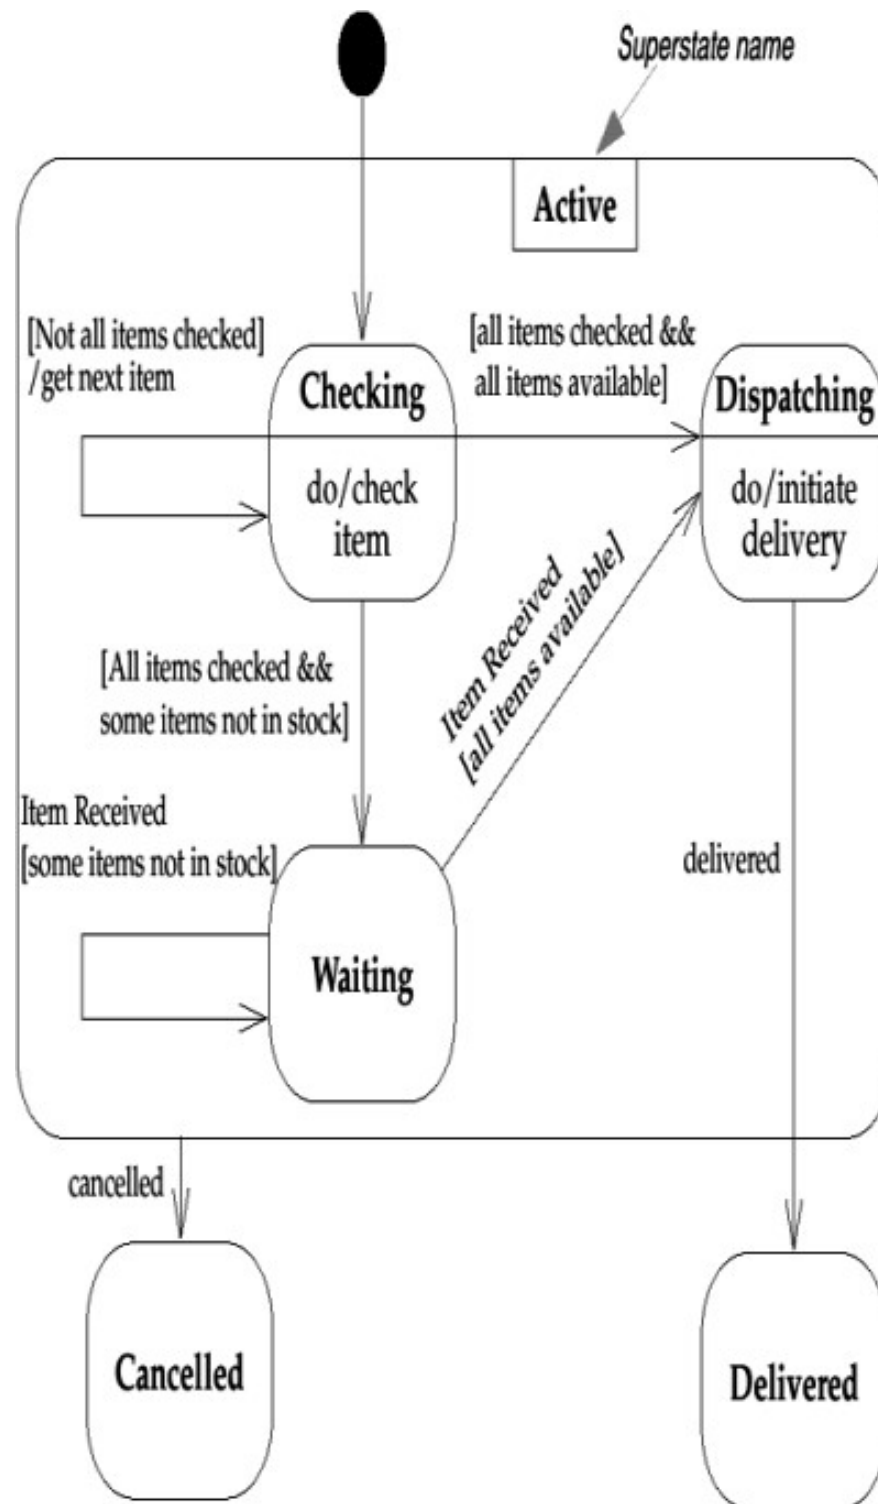 Superstate name
Active
[Not all items checked]
/get next item
[all items checked &&
all items available]
Checking
do/check
item
Dispatching
do/initiate
delivery
[All items checked &&
some items not in stock]
Item Received
[all items available]
Item Received
[some items not in stock]
Waiting
delivered
cancelled
Cancelled
Delivered